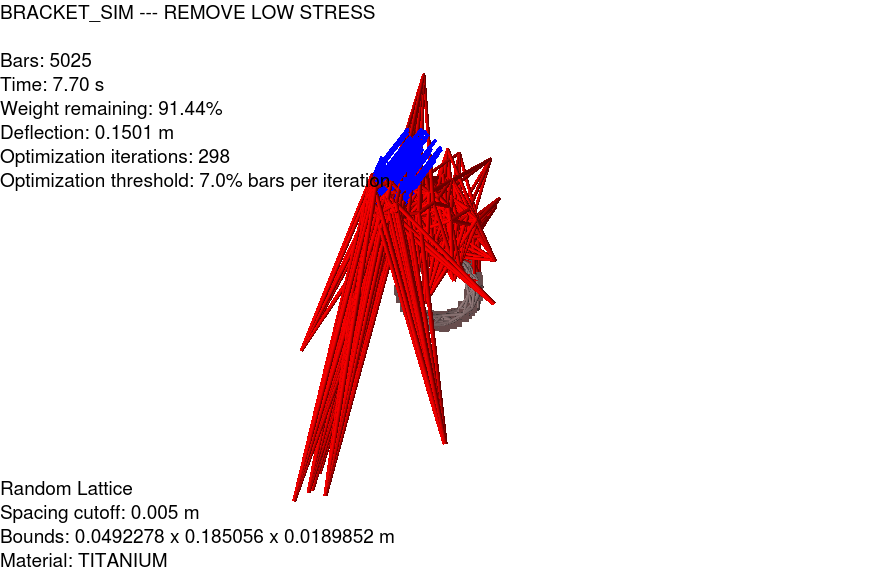 BRACKET_SIM --- REMOVE LOW STRESS
Bars: 5025
Time: 7.70 s
Weight remaining: 91.44%
Deflection: 0.1501 m
Optimization iterations: 298
Optimization threshold: 7.0% bars per iteration
Random Lattice
Spacing cutoff: 0.005 m
Bounds: 0.0492278 x 0.185056 x 0.0189852 m
Material: TITANIUM